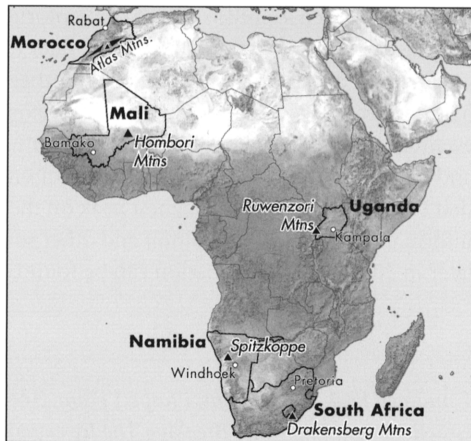 Rabat
Morocco
Atlas Mtns.
Mali
Bamako
Hombori
Mtns
Ruwenzori
Mtns
Uganda
Kampala
Namibia
Spitzkoppe
Windhoek
Pretoria
South Africa
Drakensberg Mtns